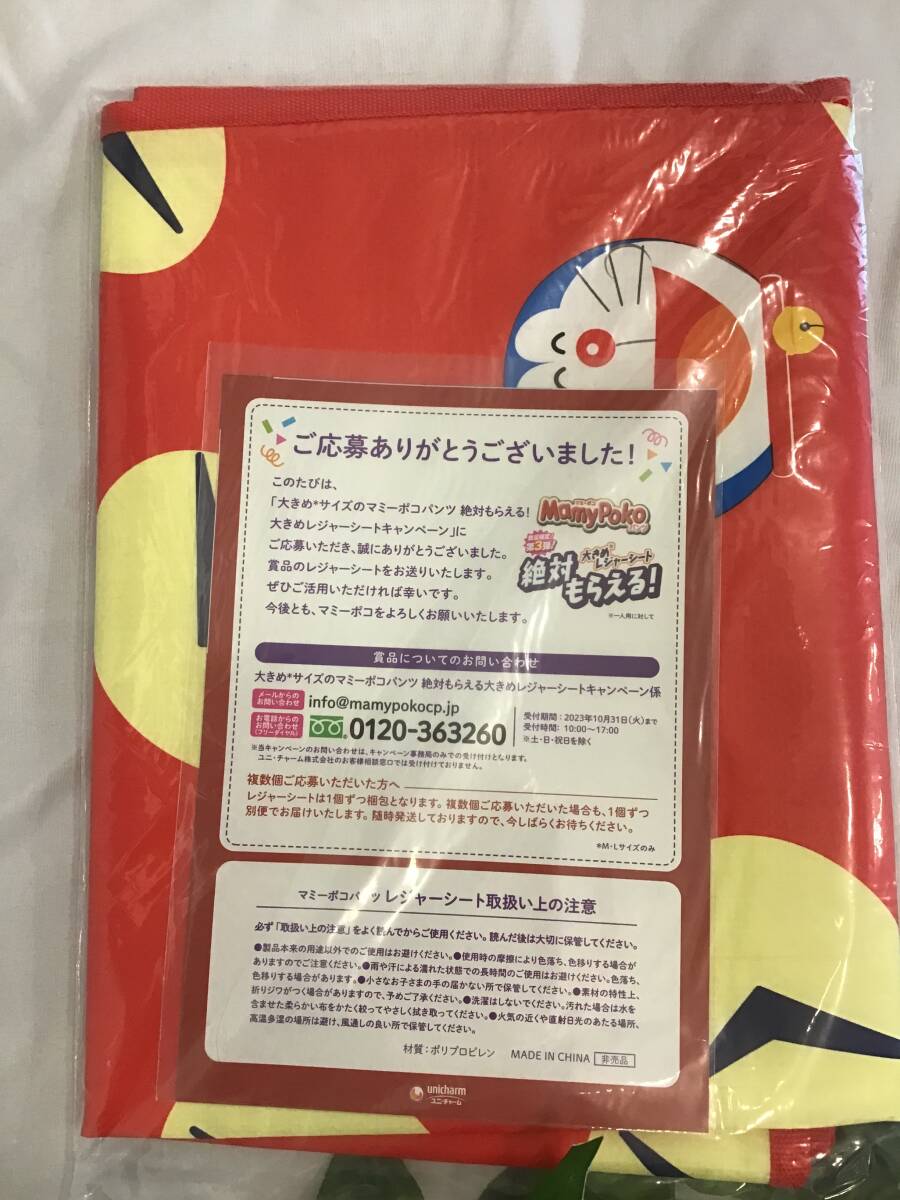 ご応募ありがとうございました!
このたびは、
「大きめ*サイズのマミーポコパンツ 絶対もらえる!
大きめレジャーシートキャンペーン」に
ご応募いただき、誠にありがとうございました。
賞品のレジャーシートをお送りいたします。
ぜひご活用いただければ幸いです。
今後とも、マミーポコをよろしくお願いいたします。
MamyPoko
第3弾!
大きめ*レジャーシート
絶対もらえる!
賞品についてのお問い合わせ
大きめ*サイズのマミーポコパンツ 絶対もらえる大きめレジャーシートキャンペーン係
メールからのお問い合わせ
info@mamypokocp.jp
お電話からのお問い合わせ(フリーダイヤル)
0120-363260
受付期間:2023年10月31日(火)まで
受付時間:10:00〜17:00
※土・日・祝日を除く
※当キャンペーンのお問い合わせは、キャンペーン事務局のみでの受け付けとなります。
ユニ・チャーム株式会社のお客様相談窓口では受け付けておりません。
複数個ご応募いただいた方へ
レジャーシートは1個ずつ梱包となります。複数個ご応募いただいた場合も、1個ずつ
別便でお届けいたします。随時発送しておりますので、今しばらくお待ちください。
*M・Lサイズのみ
マミーポコパンツ レジャーシート取扱い上の注意
必ず「取扱い上の注意」をよく読んでからご使用ください。読んだ後は大切に保管してください。
●製品本来の用途以外でのご使用はお避けください。●使用時の摩擦により色落ち、色移りする場合が
ありますのでご注意ください。●雨や汗による濡れた状態での長時間のご使用はお避けください。色落ち、
色移りする場合があります。●小さなお子さまの手の届かない所で保管してください。●素材の特性上、
折りジワがつく場合がありますので、予めご了承ください。●洗濯はしないでください。汚れた場合は水を
含ませた柔らかい布をかたく絞ってやさしく拭き取ってください。●火気の近くや直射日光のあたる場所、
高温多湿の場所は避け、風通しの良い所で保管してください。
材質:ポリプロピレン MADE IN CHINA 非売品
unicharm
ユニ・チャーム